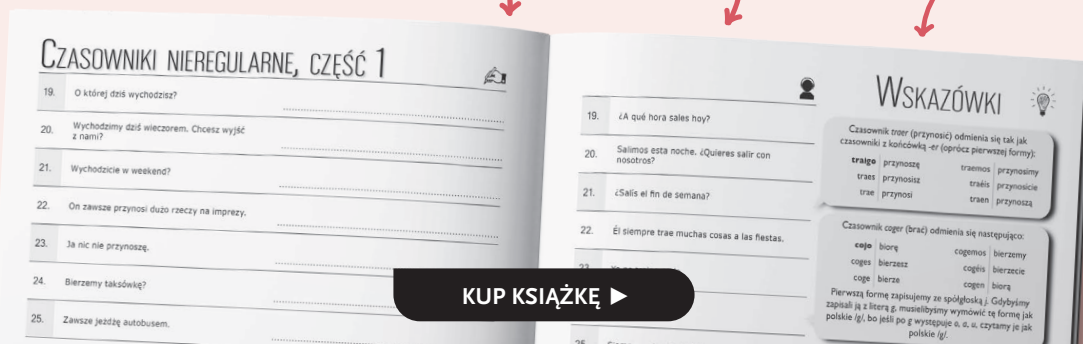 CZASOWNIKI NIEREGULARNE, CZĘŚĆ 1
19. O której dziś wychodzisz?
20. Wychodzimy dziś wieczorem. Chcesz wyjść
z nami?
21. Wychodzicie w weekend?
22. On zawsze przynosi dużo rzeczy na imprezy.
23. Ja nic nie przynoszę.
24. Bierzemy taksówkę?
25. Zawsze jeżdżę autobusem.
19. ¿A qué hora sales hoy?
20. Salimos esta noche. ¿Quieres salir con
nosotros?
21. ¿Salís el fin de semana?
22. Él siempre trae muchas cosas a las fiestas.
WSKAZÓWKI
Czasownik traer (przynosić) odmienia się tak jak
czasowniki z końcówką -er (oprócz pierwszej formy):
traigo przynoszę traemos przynosimy
traes przynosisz traéis przynosicie
trae przynosi traen przynoszą
Czasownik coger (brać) odmienia się następująco:
cojo biorę cogemos bierzemy
coges bierzesz cogéis bierzecie
coge bierze cogen biorą
Pierwszą formę zapisujemy ze spółgłoską j. Gdybyśmy
zapisali ją z literą g, musielibyśmy wymówić tę formę jak
polskie /g/, bo jeśli po g występuje o, a, u, czytamy je jak
polskie /g/.
KUP KSIĄŻKĘ